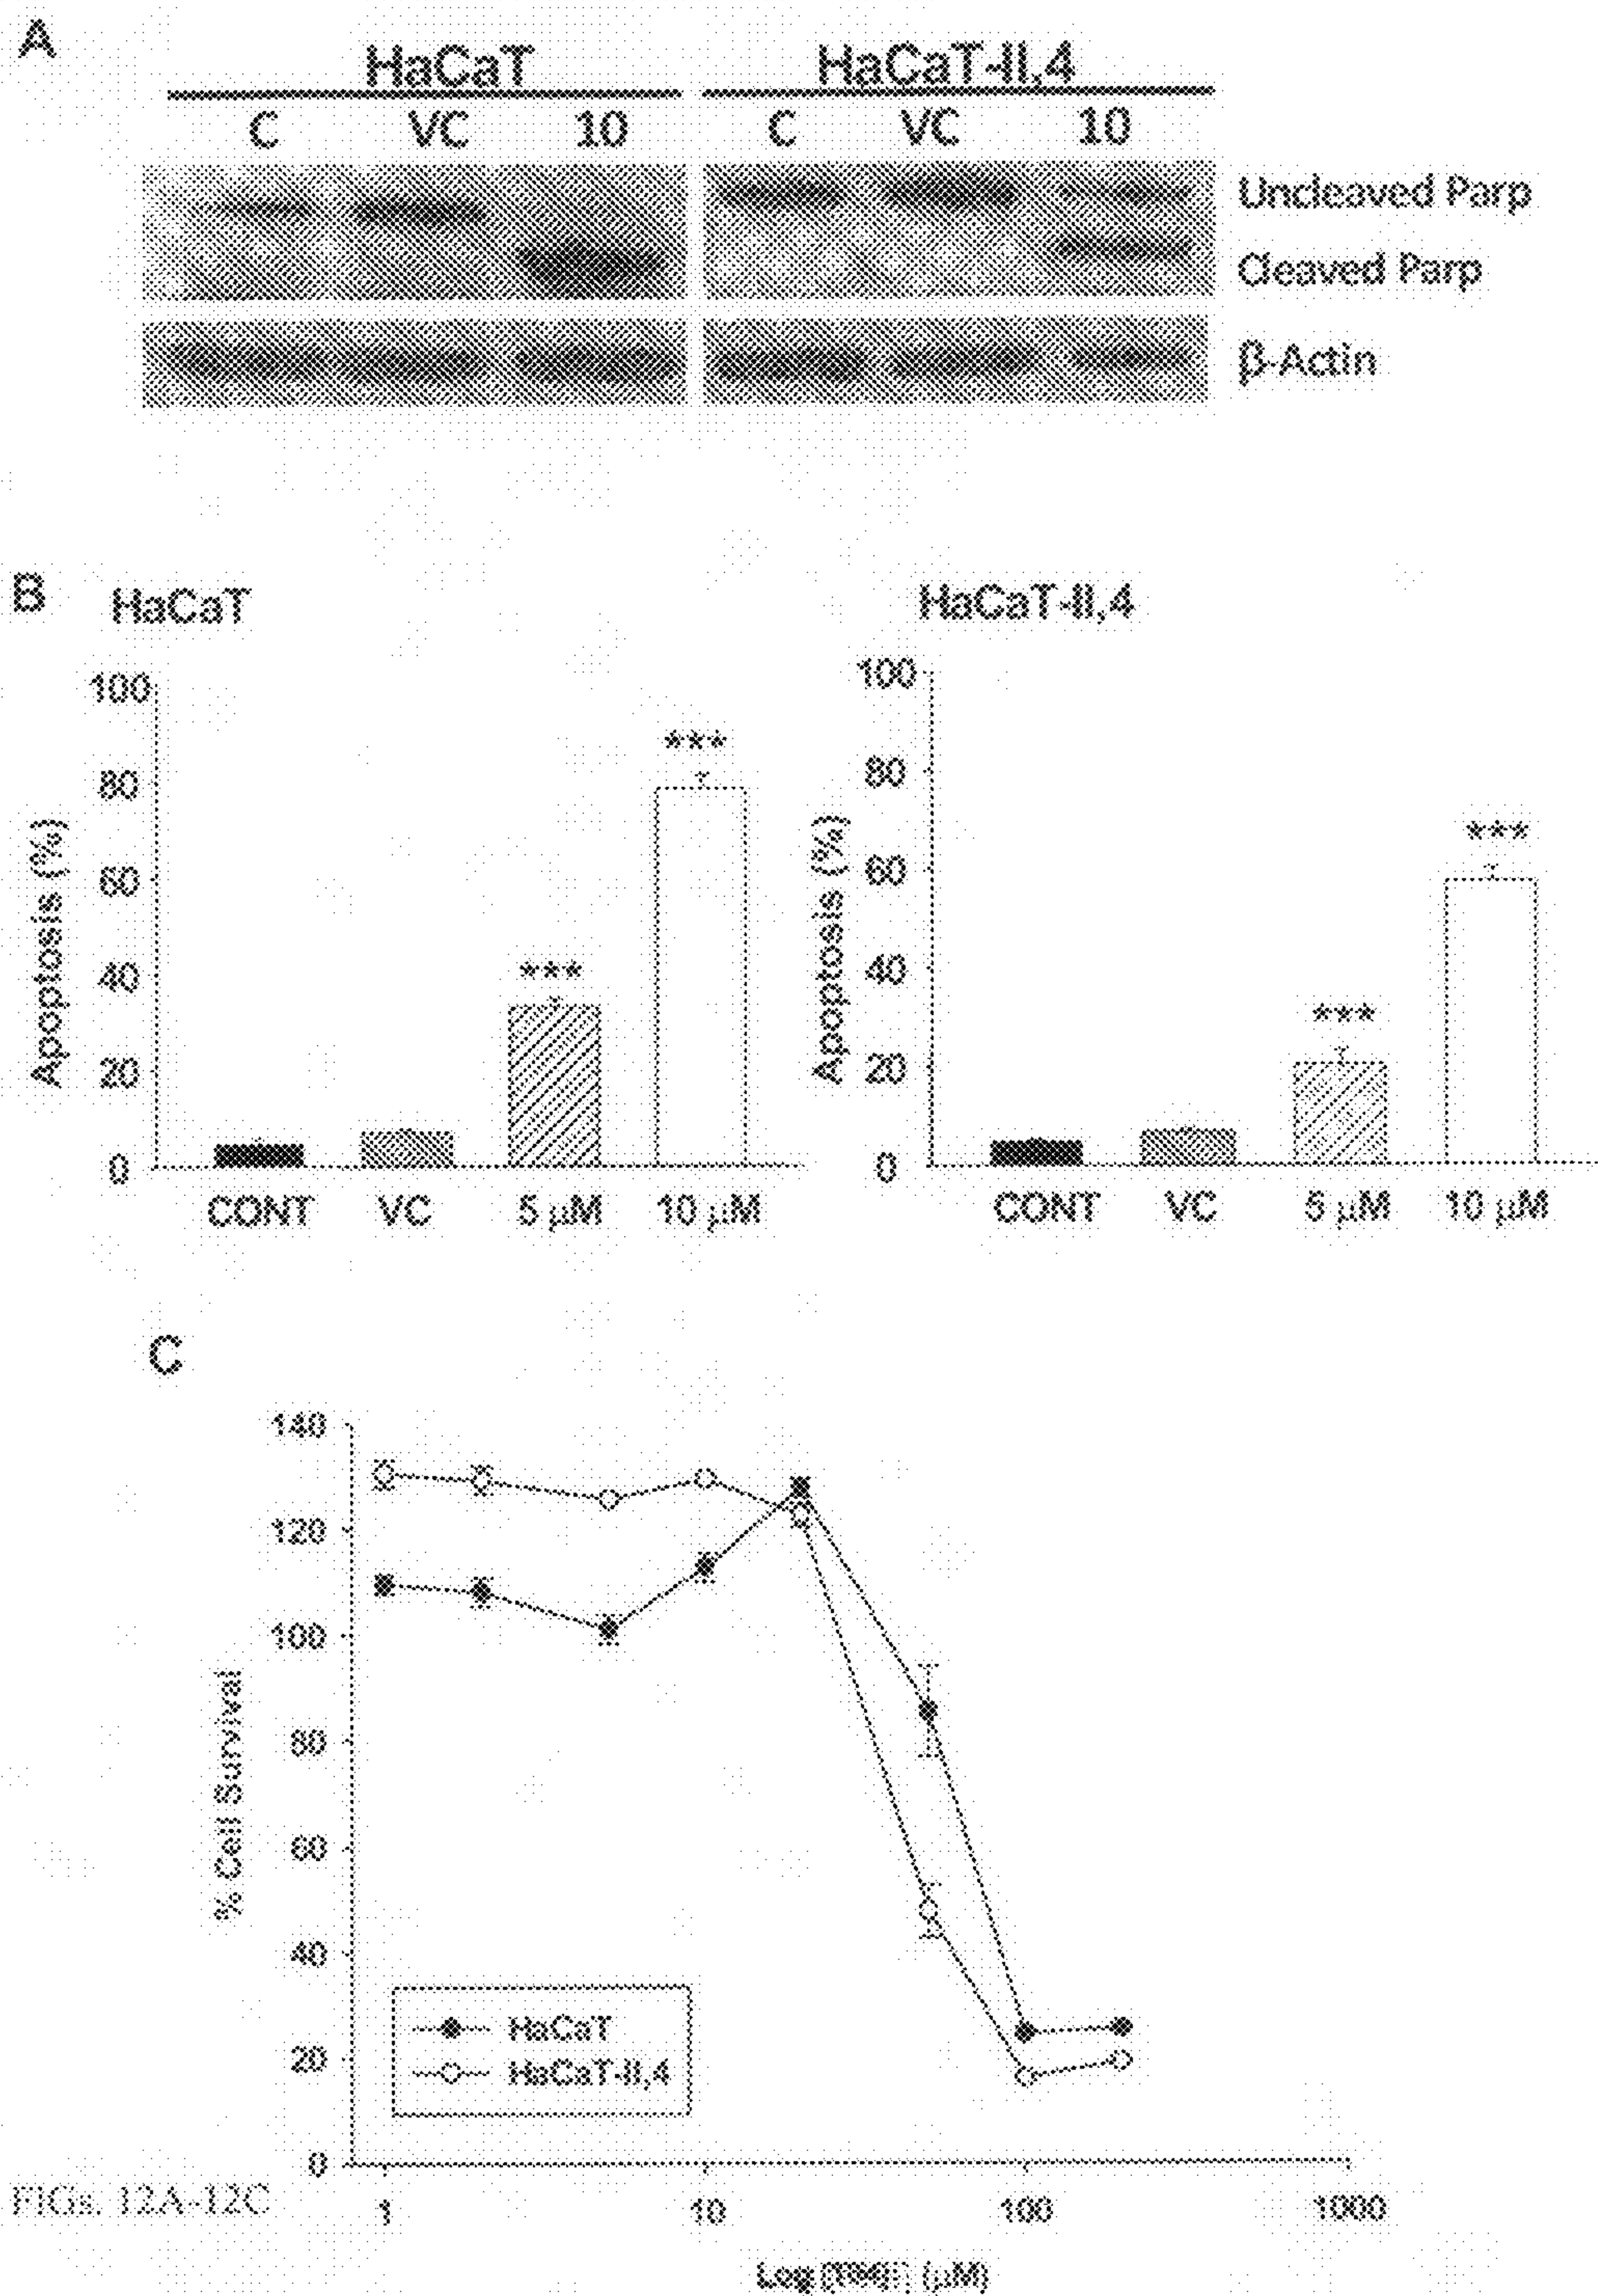 A
HaCaT HaCaT-II,4
C VC 10 C VC 10
Uncleaved Parp
Cleaved Parp
β-Actin
B
HaCaT HaCaT-II,4
100
80
60
40
20
0
Apoptosis (%)
***
***
CONT VC 5 µM 10 µM
100
80
60
40
20
0
Apoptosis (%)
***
***
CONT VC 5 µM 10 µM
C
140
120
100
80
60
40
20
0
% Cell Survival
HaCaT
HaCaT-II,4
1 10 100 1000
Log (µM)
FIGs. 12A-12C